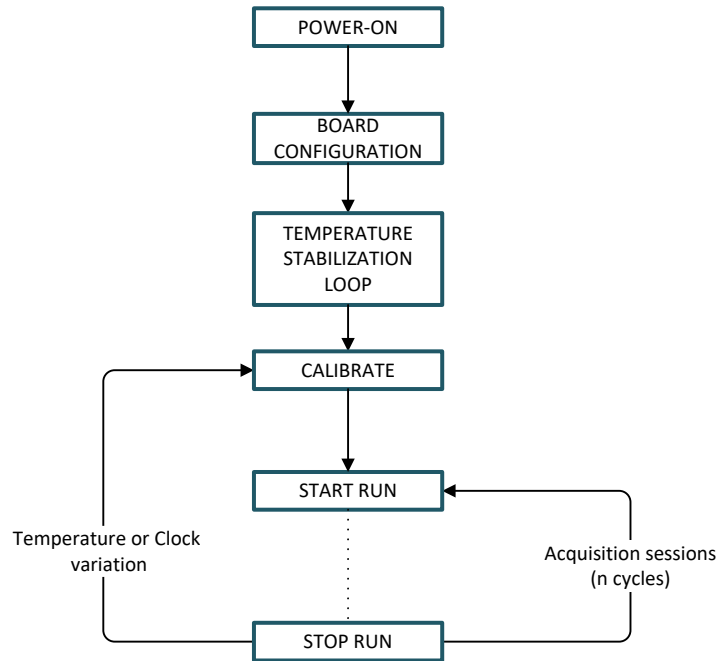 POWER-ON
BOARD
CONFIGURATION
TEMPERATURE
STABILIZATION
LOOP
CALIBRATE
START RUN
Temperature or Clock
variation
Acquisition sessions
(n cycles)
STOP RUN